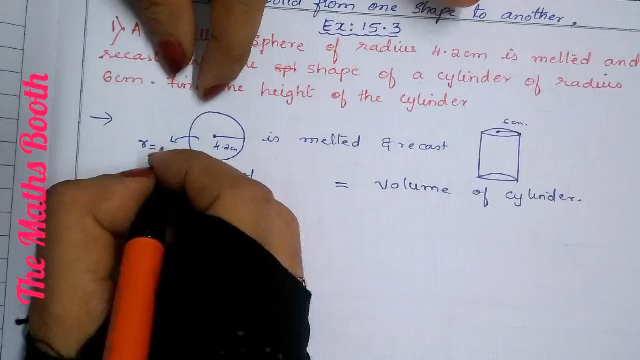 solid from one shape to another.
Ex: 15.3
1) A sphere of radius 4.2cm is melted and
shape of a cylinder of radius
6cm. the height of the cylinder
→ r= 4.2cm is melted & recast 6cm.
= volume of cylinder.
The Maths Booth